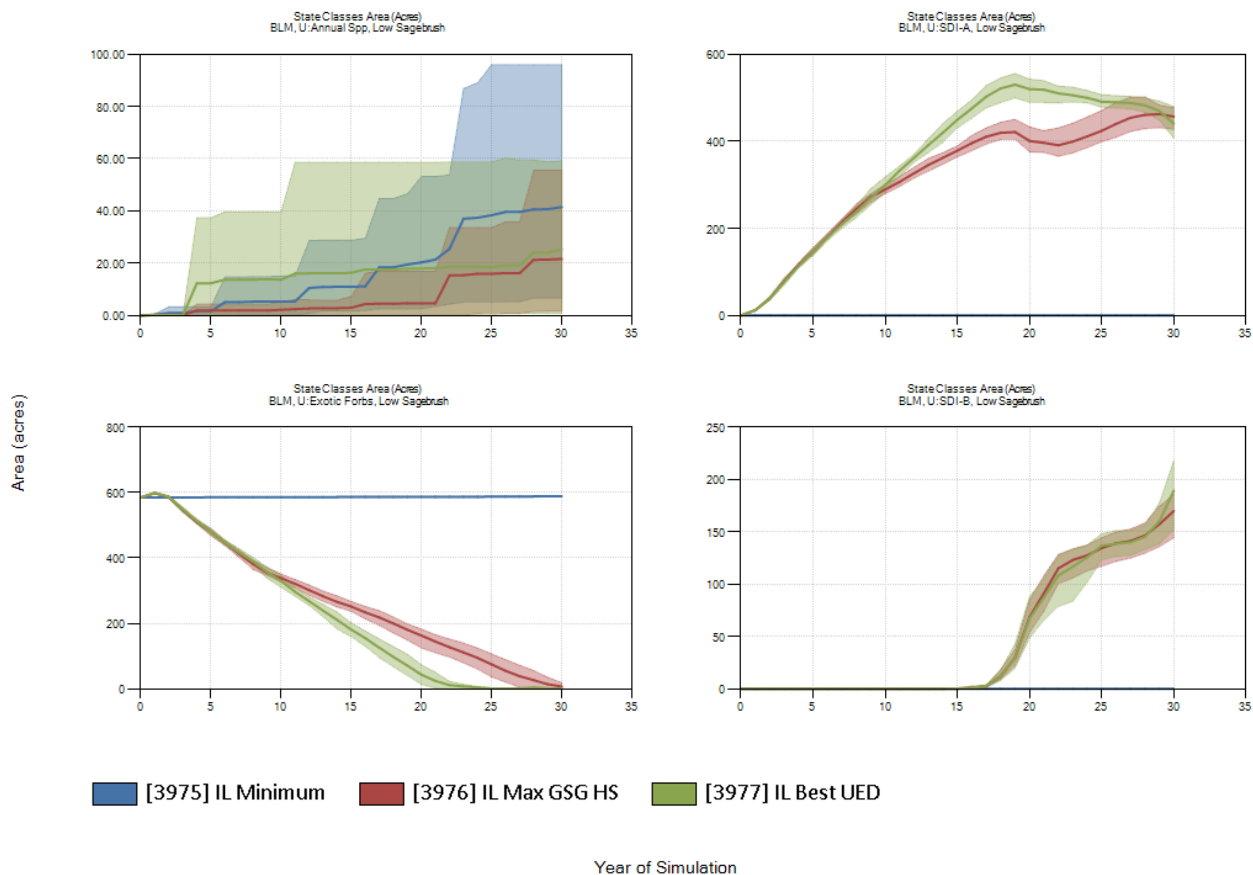 State Classes Area (Acres)
BLM, U:Annual Spp, Low Sagebrush
100.00
80.00
60.00
40.00
20.00
0.00
0 5 10 15 20 25 30 35
State Classes Area (Acres)
BLM, U:SDI-A, Low Sagebrush
600
400
200
0
0 5 10 15 20 25 30 35
Area (acres)
State Classes Area (Acres)
BLM, U:Exotic Forbs, Low Sagebrush
800
600
400
200
0
0 5 10 15 20 25 30 35
State Classes Area (Acres)
BLM, U:SDI-B, Low Sagebrush
250
200
150
100
50
0
0 5 10 15 20 25 30 35
[3975] IL Minimum [3976] IL Max GSG HS [3977] IL Best UED
Year of Simulation